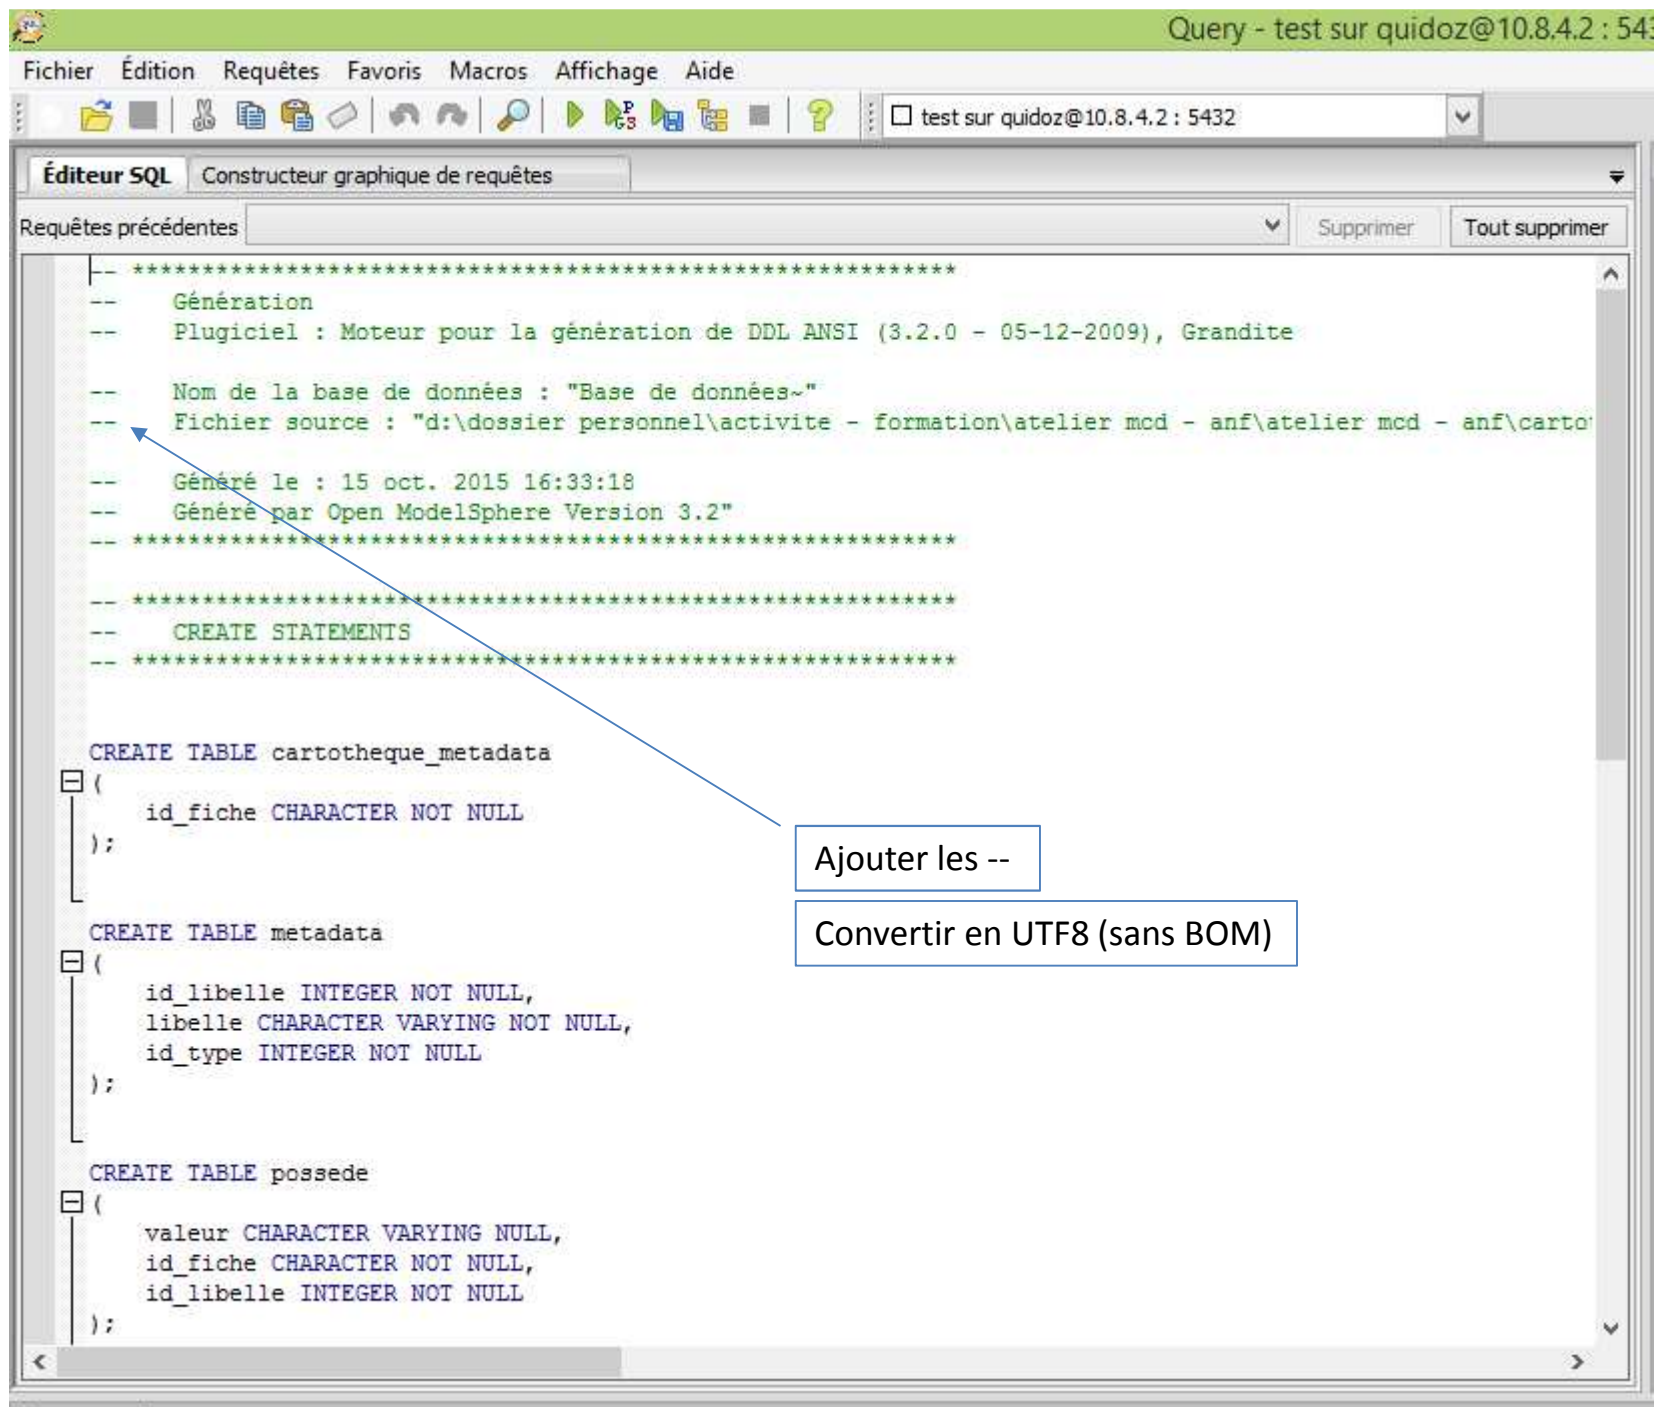 Query - test sur quidoz@10.8.4.2 : 543
Fichier Édition Requêtes Favoris Macros Affichage Aide
test sur quidoz@10.8.4.2 : 5432
Éditeur SQL Constructeur graphique de requêtes
Requêtes précédentes Supprimer Tout supprimer
-- ***********************************************************
-- Génération
-- Plugiciel : Moteur pour la génération de DDL ANSI (3.2.0 - 05-12-2009), Grandite
-- Nom de la base de données : "Base de données~"
-- Fichier source : "d:\dossier personnel\activite - formation\atelier mcd - anf\atelier mcd - anf\carto
-- Généré le : 15 oct. 2015 16:33:18
-- Généré par Open ModelSphere Version 3.2"
-- ***********************************************************
-- ***********************************************************
-- CREATE STATEMENTS
-- ***********************************************************
CREATE TABLE cartotheque_metadata
(
id_fiche CHARACTER NOT NULL
);
Ajouter les --
Convertir en UTF8 (sans BOM)
CREATE TABLE metadata
(
id_libelle INTEGER NOT NULL,
libelle CHARACTER VARYING NOT NULL,
id_type INTEGER NOT NULL
);
CREATE TABLE possede
(
valeur CHARACTER VARYING NULL,
id_fiche CHARACTER NOT NULL,
id_libelle INTEGER NOT NULL
);